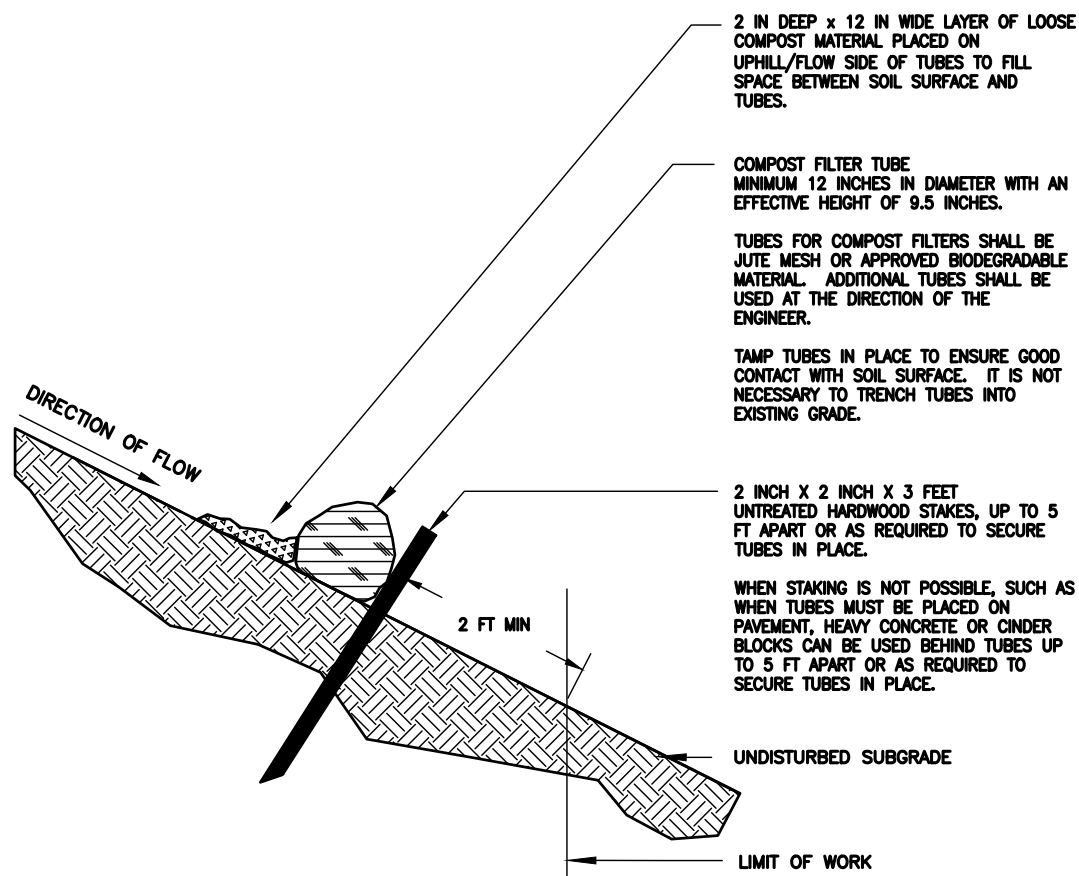 2 IN DEEP x 12 IN WIDE LAYER OF LOOSE
COMPOST MATERIAL PLACED ON
UPHILL/FLOW SIDE OF TUBES TO FILL
SPACE BETWEEN SOIL SURFACE AND
TUBES.
COMPOST FILTER TUBE
MINIMUM 12 INCHES IN DIAMETER WITH AN
EFFECTIVE HEIGHT OF 9.5 INCHES.
TUBES FOR COMPOST FILTERS SHALL BE
JUTE MESH OR APPROVED BIODEGRADABLE
MATERIAL. ADDITIONAL TUBES SHALL BE
USED AT THE DIRECTION OF THE
ENGINEER.
TAMP TUBES IN PLACE TO ENSURE GOOD
CONTACT WITH SOIL SURFACE. IT IS NOT
NECESSARY TO TRENCH TUBES INTO
EXISTING GRADE.
DIRECTION OF FLOW
2 INCH X 2 INCH X 3 FEET
UNTREATED HARDWOOD STAKES, UP TO 5
FT APART OR AS REQUIRED TO SECURE
TUBES IN PLACE.
WHEN STAKING IS NOT POSSIBLE, SUCH AS
WHEN TUBES MUST BE PLACED ON
PAVEMENT, HEAVY CONCRETE OR CINDER
BLOCKS CAN BE USED BEHIND TUBES UP
TO 5 FT APART OR AS REQUIRED TO
SECURE TUBES IN PLACE.
2 FT MIN
UNDISTURBED SUBGRADE
LIMIT OF WORK